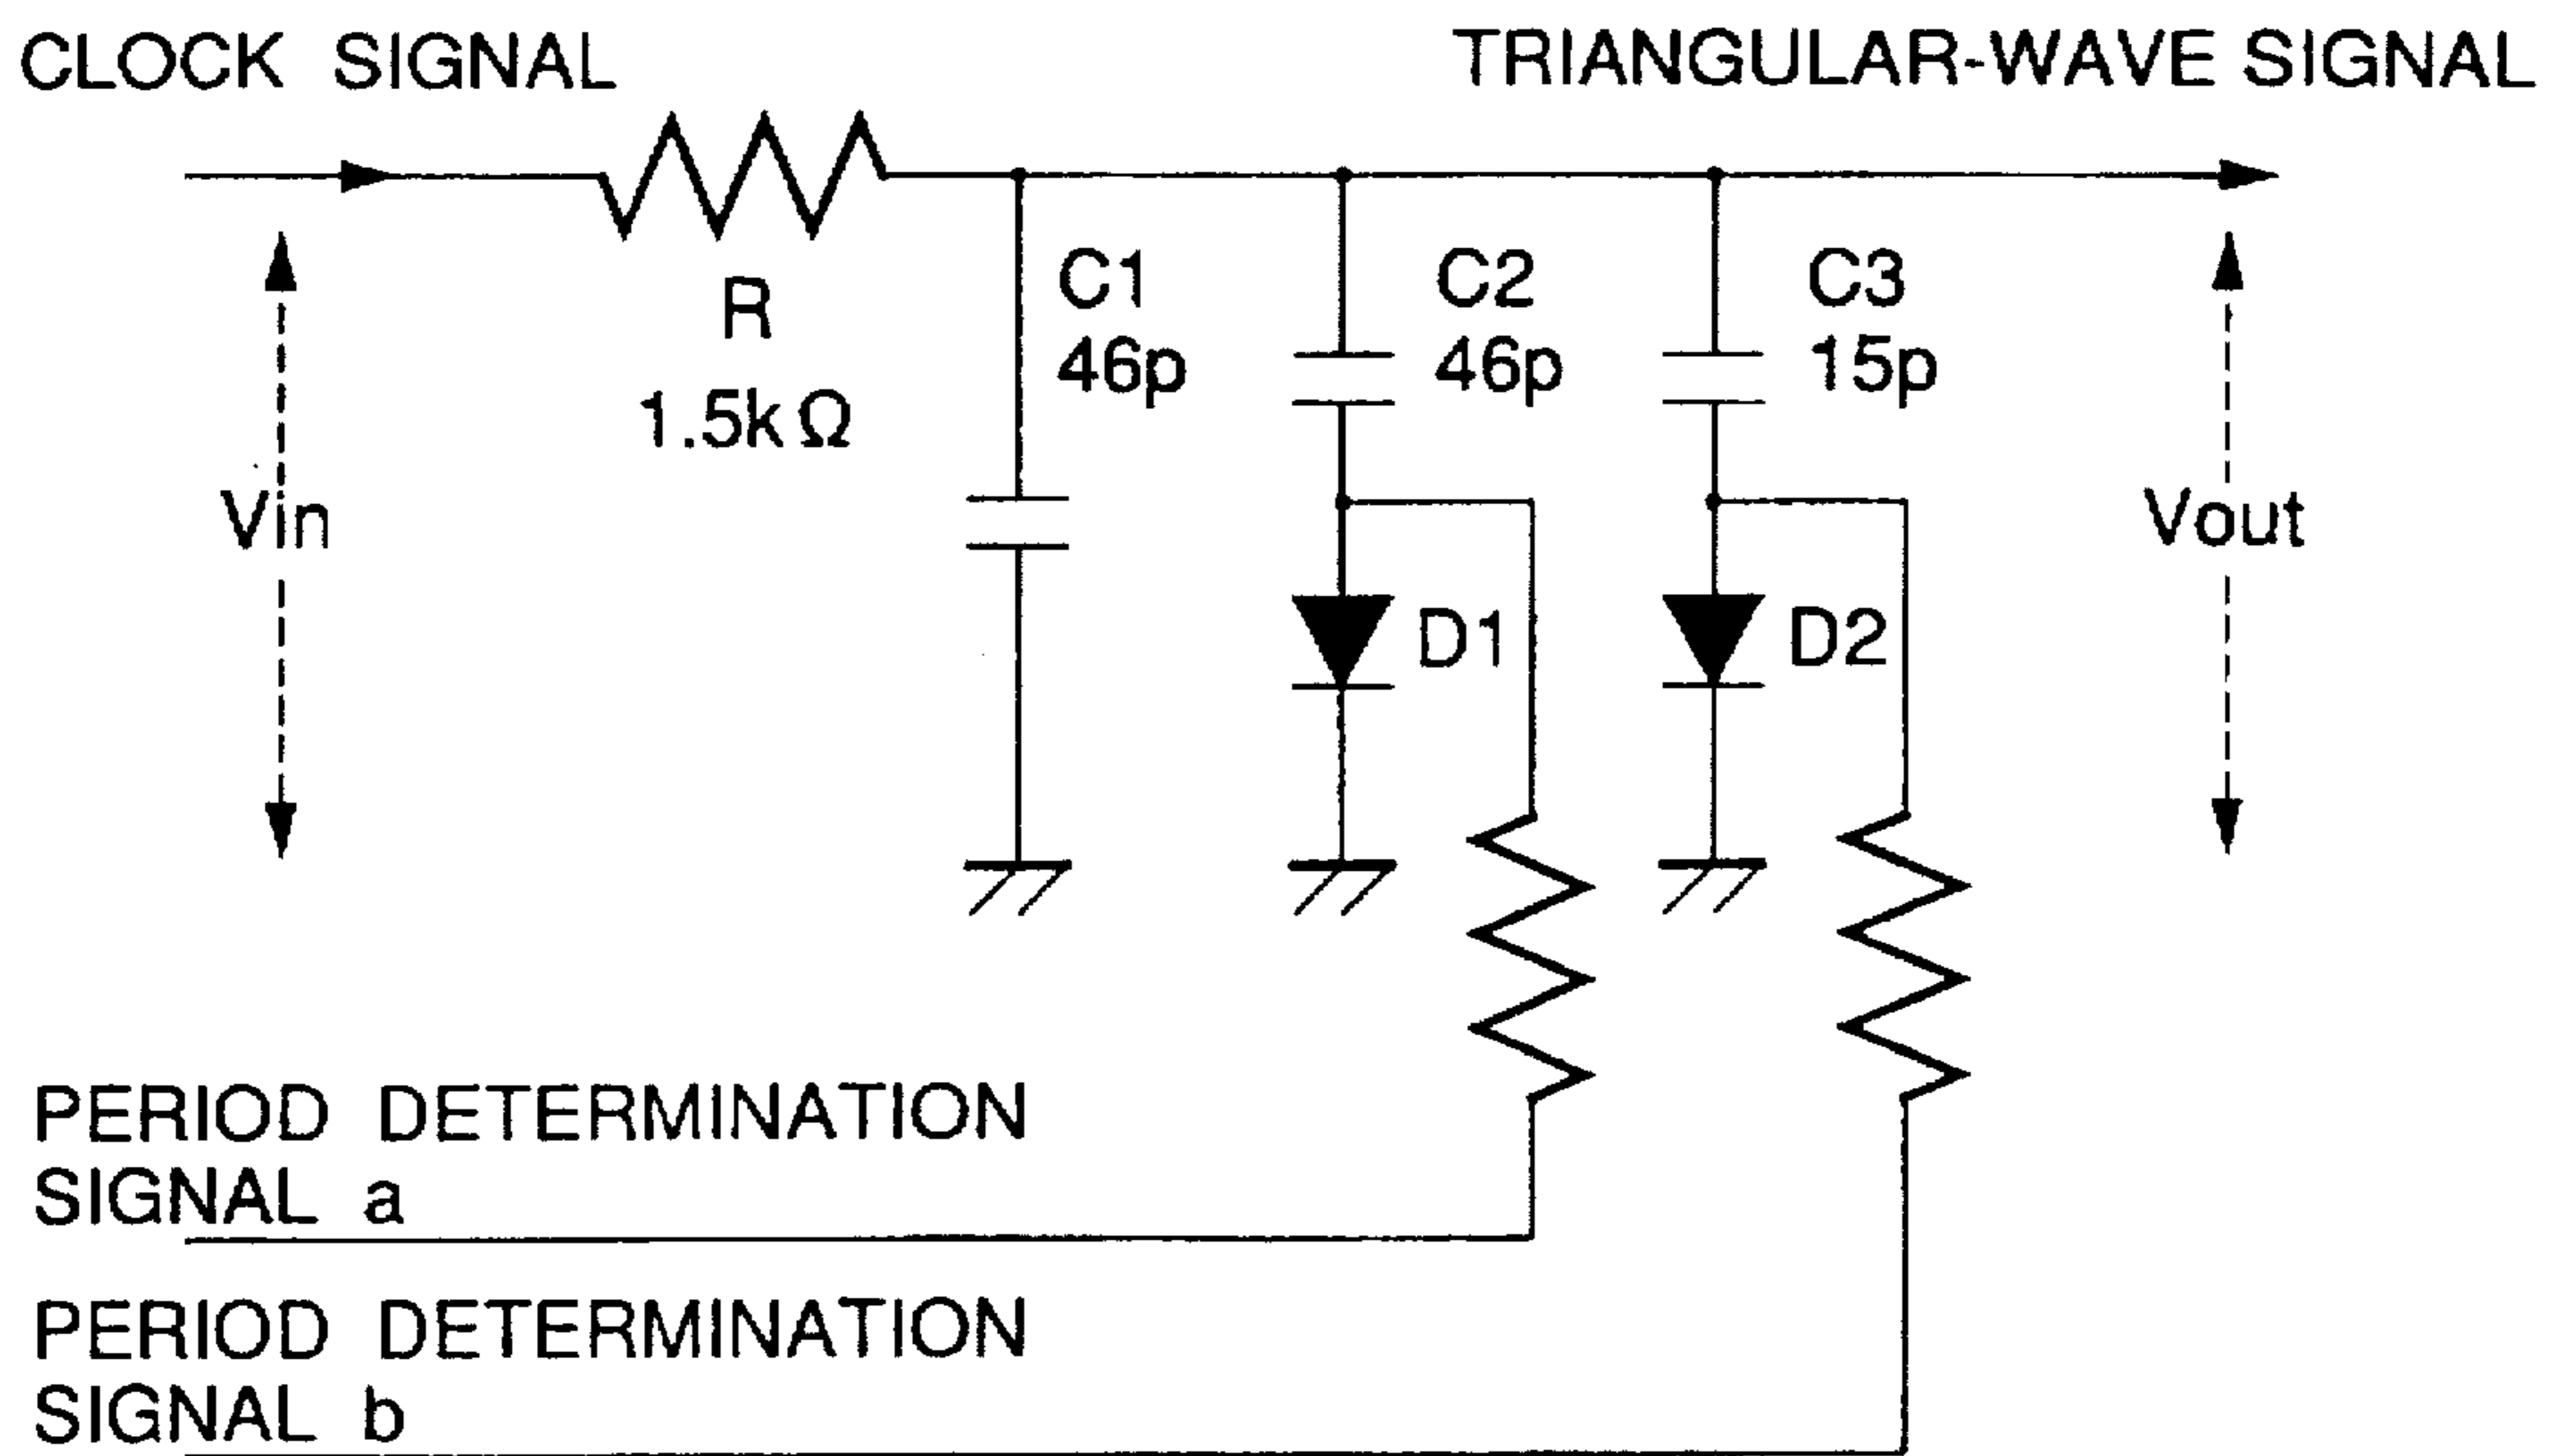 CLOCK SIGNAL
TRIANGULAR-WAVE SIGNAL
R
1.5kΩ
C1
46p
C2
46p
C3
15p
Vin
Vout
D1
D2
PERIOD DETERMINATION
SIGNAL a
PERIOD DETERMINATION
SIGNAL b